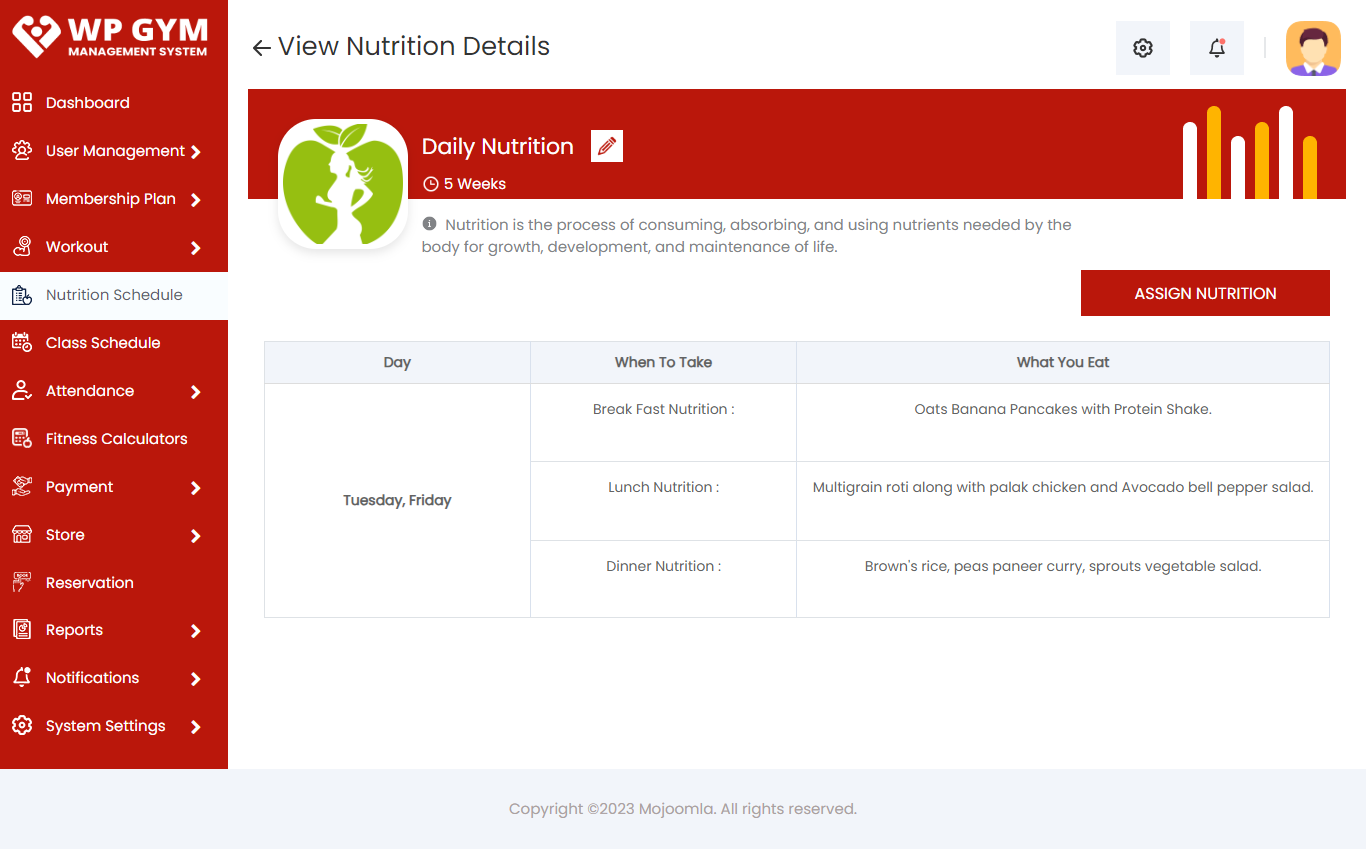 WP GYM
MANAGEMENT SYSTEM
Dashboard
User Management
Membership Plan
Workout
Nutrition Schedule
Class Schedule
Attendance
Fitness Calculators
Payment
Store
Reservation
Reports
Notifications
System Settings
View Nutrition Details
Daily Nutrition
5 Weeks
Nutrition is the process of consuming, absorbing, and using nutrients needed by the
body for growth, development, and maintenance of life.
ASSIGN NUTRITION
Day When To Take What You Eat
Tuesday, Friday
Break Fast Nutrition : Oats Banana Pancakes with Protein Shake.
Lunch Nutrition : Multigrain roti along with palak chicken and Avocado bell pepper salad.
Dinner Nutrition : Brown's rice, peas paneer curry, sprouts vegetable salad.
Copyright ©2023 Mojoomla. All rights reserved.